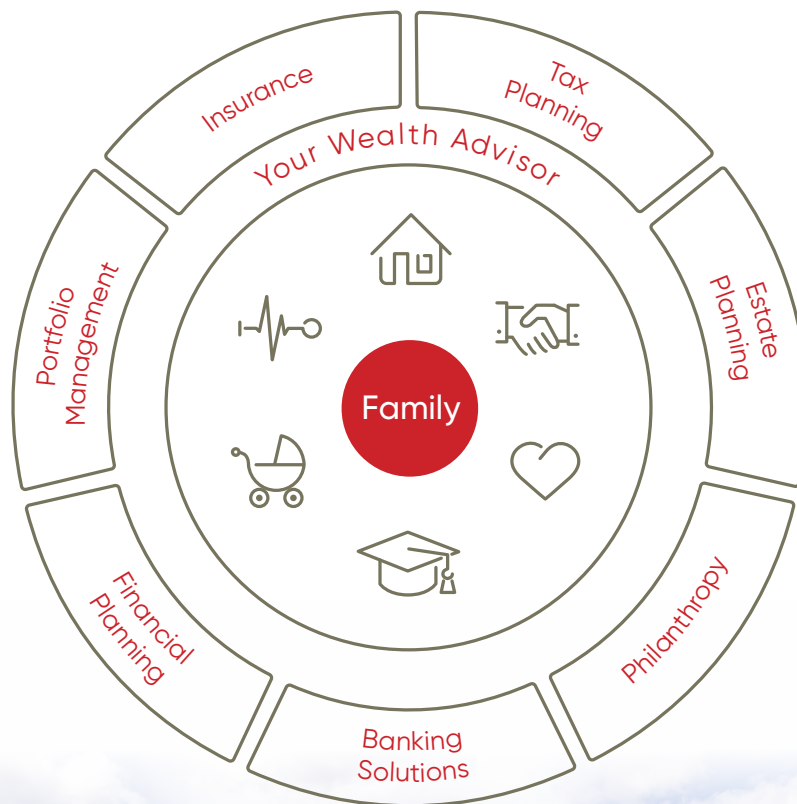 Insurance
Tax
Planning
Your Wealth Advisor
Portfolio
Management
Estate
Planning
Family
Financial
Planning
Philanthropy
Banking
Solutions